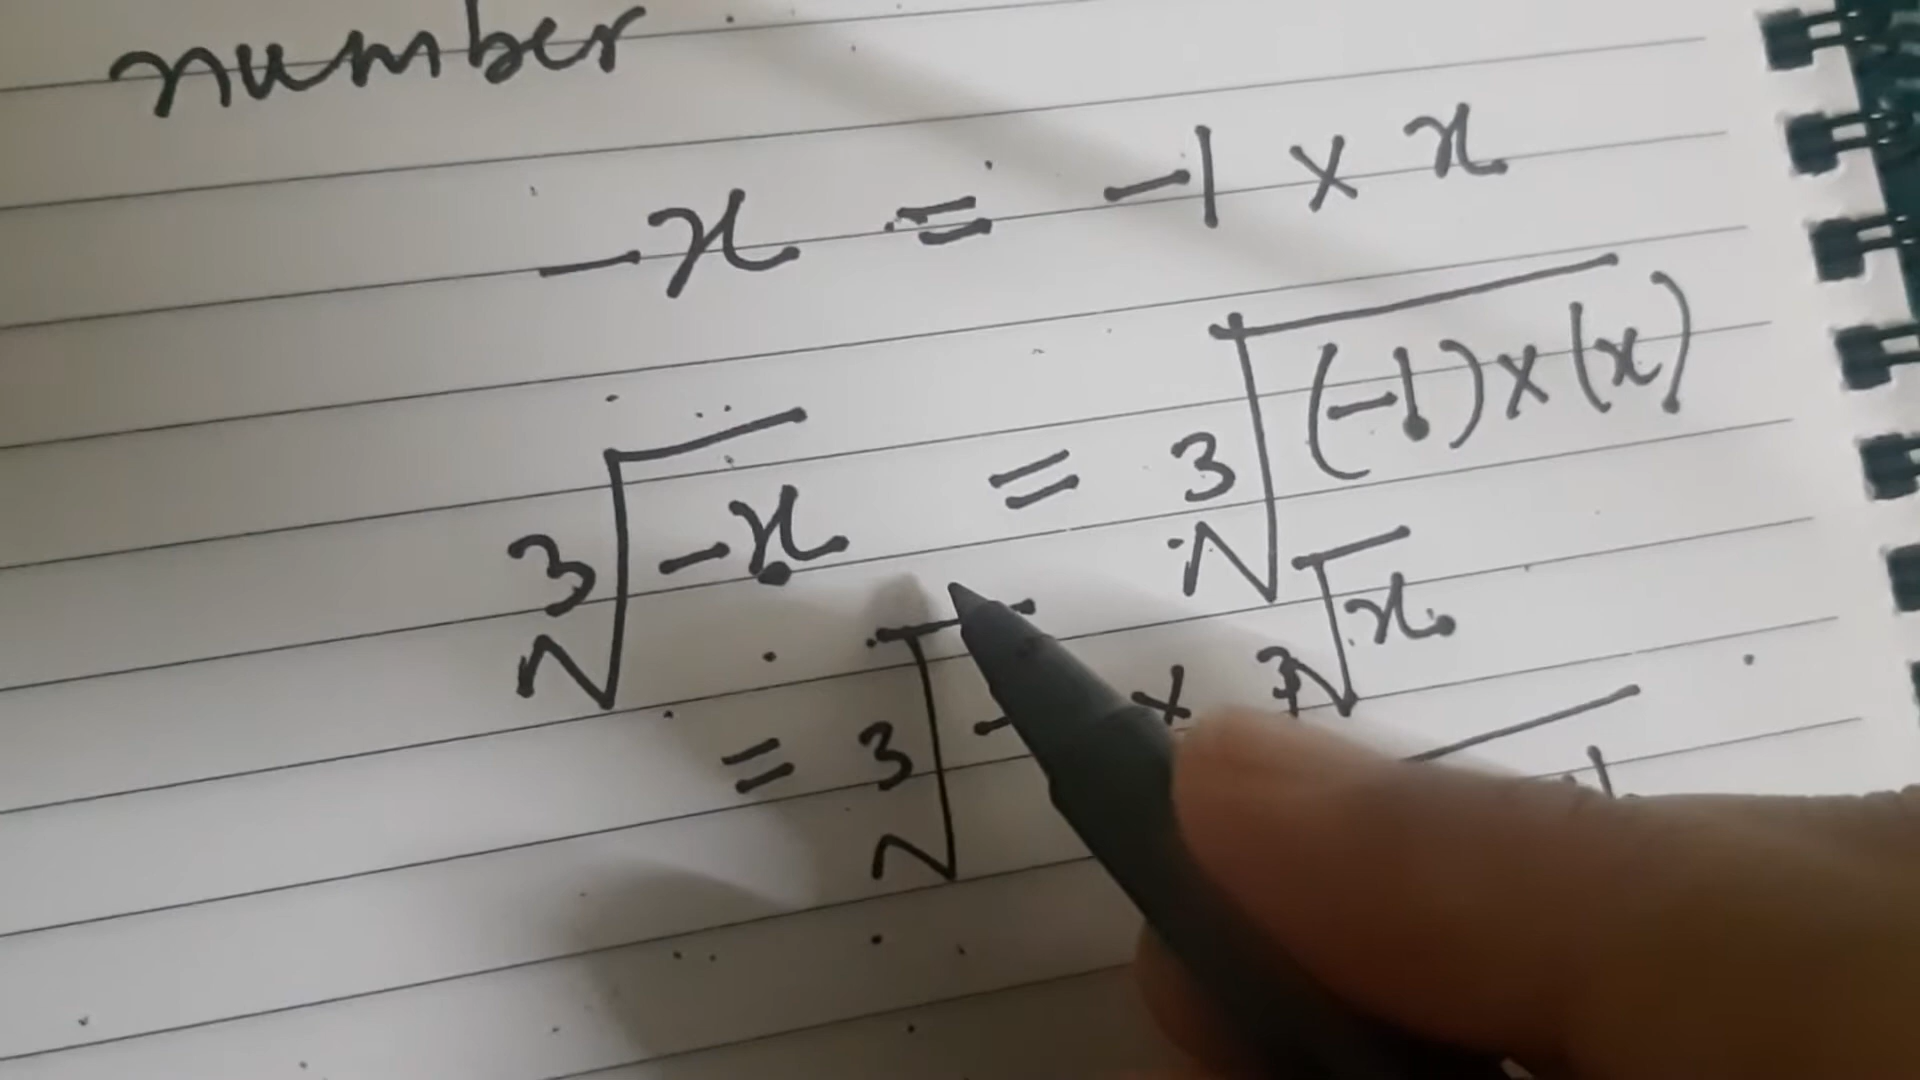 number
-x = -1 × x
∛-x = ∛(-1)×(x)
= ∛- × ∛x